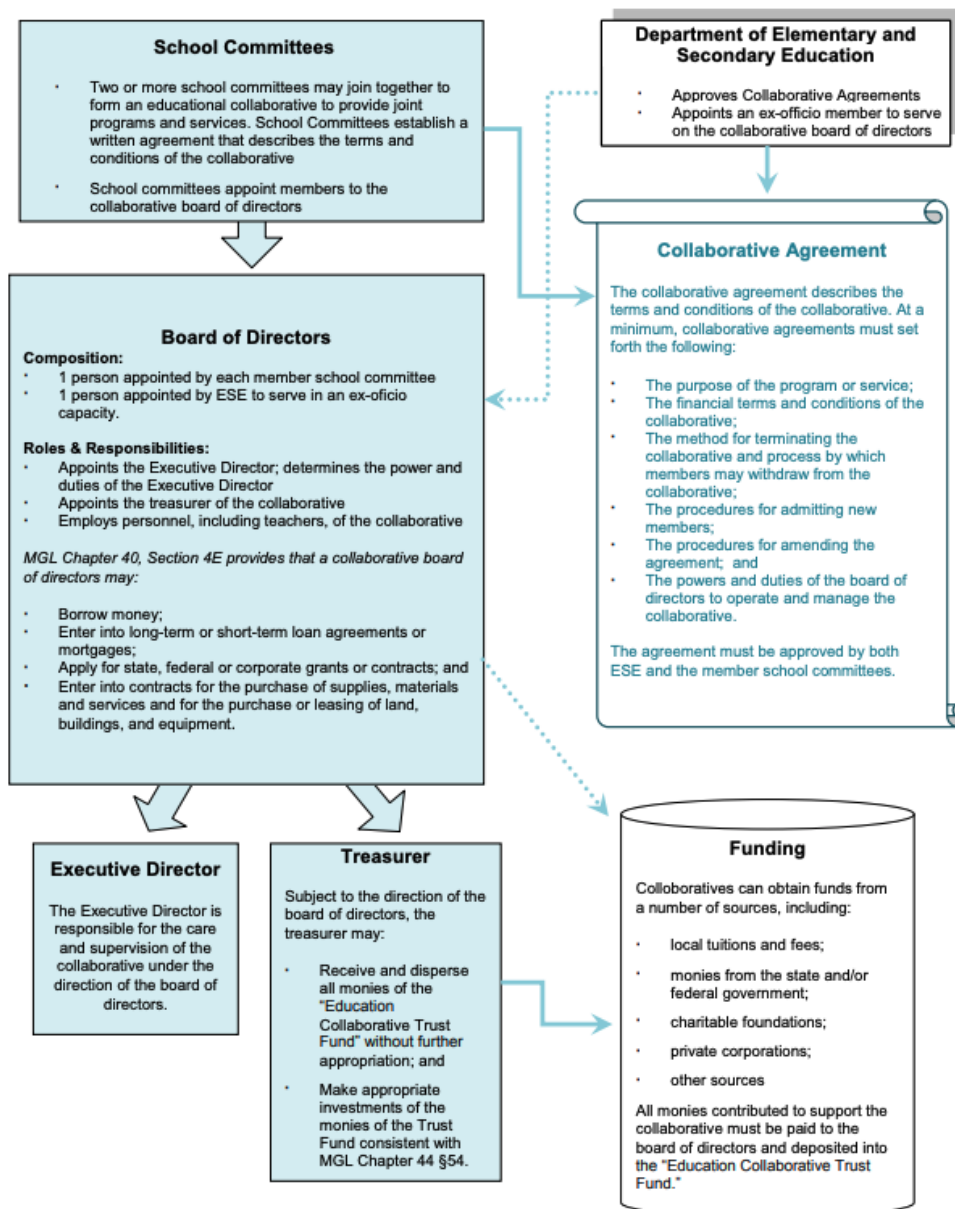 School Committees
· Two or more school committees may join together to
form an educational collaborative to provide joint
programs and services. School Committees establish a
written agreement that describes the terms and
conditions of the collaborative
· School committees appoint members to the
collaborative board of directors
Department of Elementary and
Secondary Education
· Approves Collaborative Agreements
· Appoints an ex-officio member to serve
on the collaborative board of directors
Board of Directors
Composition:
· 1 person appointed by each member school committee
· 1 person appointed by ESE to serve in an ex-oficio
capacity.
Roles & Responsibilities:
· Appoints the Executive Director; determines the power and
duties of the Executive Director
· Appoints the treasurer of the collaborative
· Employs personnel, including teachers, of the collaborative
MGL Chapter 40, Section 4E provides that a collaborative board
of directors may:
· Borrow money;
· Enter into long-term or short-term loan agreements or
mortgages;
· Apply for state, federal or corporate grants or contracts; and
· Enter into contracts for the purchase of supplies, materials
and services and for the purchase or leasing of land,
buildings, and equipment.
Collaborative Agreement
The collaborative agreement describes the
terms and conditions of the collaborative. At a
minimum, collaborative agreements must set
forth the following:
· The purpose of the program or service;
· The financial terms and conditions of the
collaborative;
· The method for terminating the
collaborative and process by which
members may withdraw from the
collaborative;
· The procedures for admitting new
members;
· The procedures for amending the
agreement; and
· The powers and duties of the board of
directors to operate and manage the
collaborative.
The agreement must be approved by both
ESE and the member school committees.
Executive Director
The Executive Director is
responsible for the care
and supervision of the
collaborative under the
direction of the board of
directors.
Treasurer
Subject to the direction of the
board of directors, the
treasurer may:
· Receive and disperse
all monies of the
"Education
Collaborative Trust
Fund" without further
appropriation; and
· Make appropriate
investments of the
monies of the Trust
Fund consistent with
MGL Chapter 44 §54.
Funding
Colloboratives can obtain funds from
a number of sources, including:
· local tuitions and fees;
· monies from the state and/or
federal government;
· charitable foundations;
· private corporations;
· other sources
All monies contributed to support the
collaborative must be paid to the
board of directors and deposited into
the "Education Collaborative Trust
Fund."